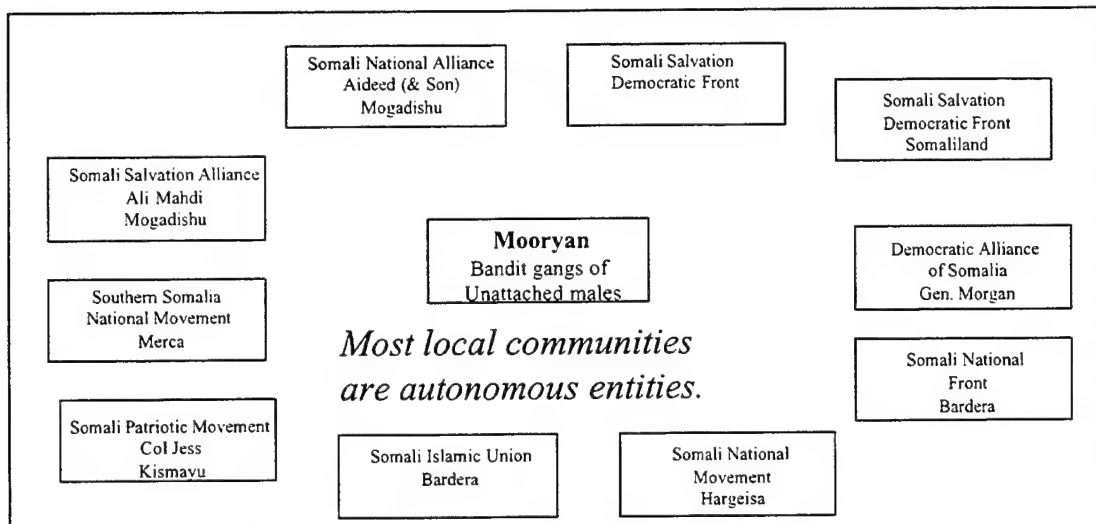 Somali National Alliance
Aideed (& Son)
Mogadishu
Somali Salvation
Democratic Front
Somali Salvation
Democratic Front
Somaliland
Somali Salvation Alliance
Ali Mahdi
Mogadishu
Mooryan
Bandit gangs of
Unattached males
Democratic Alliance
of Somalia
Gen. Morgan
Southern Somalia
National Movement
Merca
Most local communities
are autonomous entities.
Somali National
Front
Bardera
Somali Patriotic Movement
Col Jess
Kismayu
Somali Islamic Union
Bardera
Somali National
Movement
Hargeisa